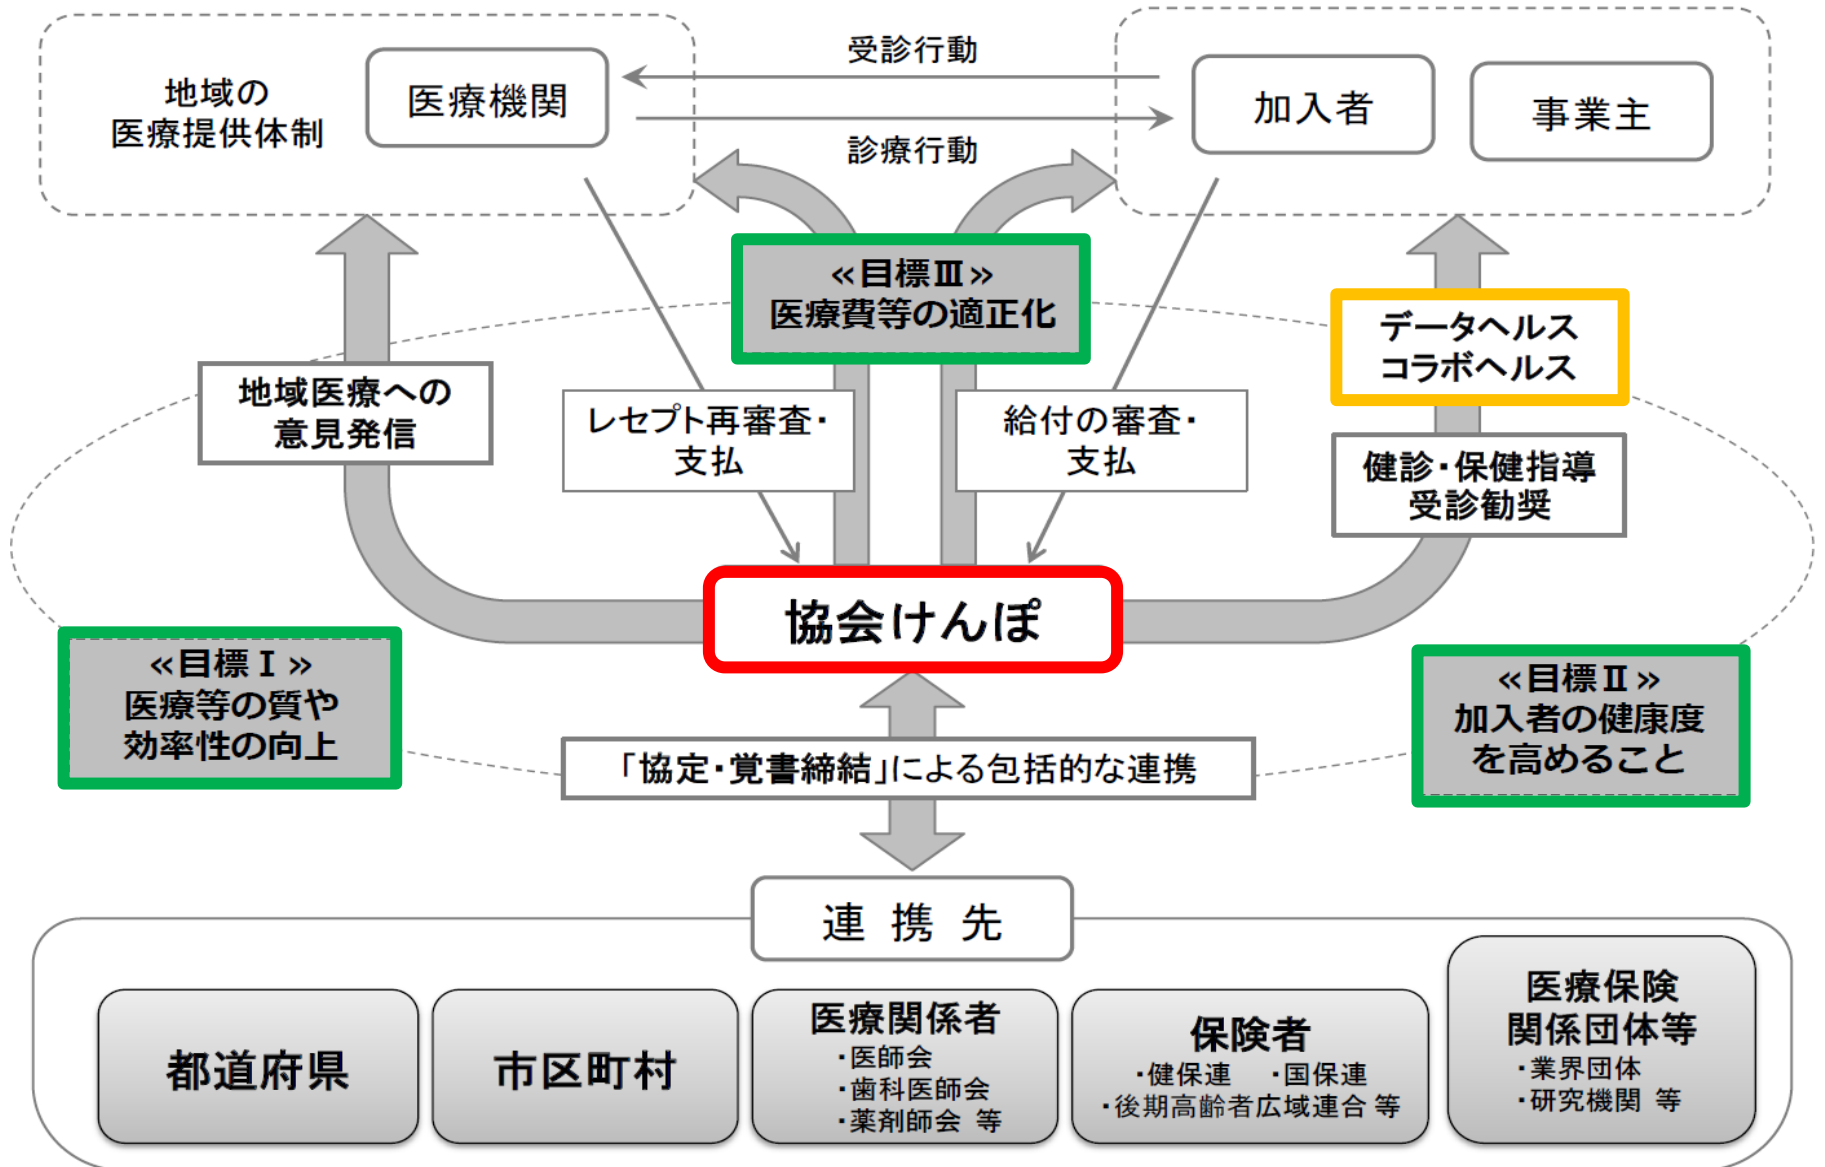 地域の
医療提供体制
医療機関
受診行動
診療行動
加入者
事業主
≪目標Ⅲ≫
医療費等の適正化
データヘルス
コラボヘルス
地域医療への
意見発信
レセプト再審査・
支払
給付の審査・
支払
健診・保健指導
受診勧奨
協会けんぽ
≪目標Ⅰ≫
医療等の質や
効率性の向上
≪目標Ⅱ≫
加入者の健康度
を高めること
「協定・覚書締結」による包括的な連携
連携先
都道府県
市区町村
医療関係者
・医師会
・歯科医師会
・薬剤師会 等
保険者
・健保連 ・国保連
・後期高齢者広域連合 等
医療保険
関係団体等
・業界団体
・研究機関 等